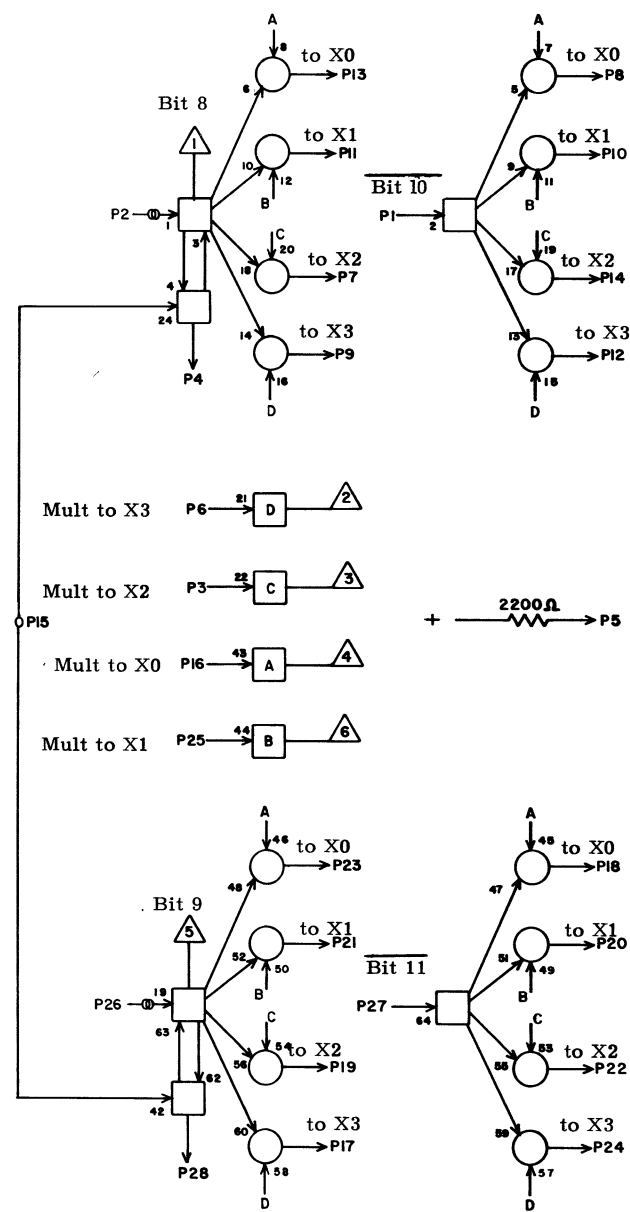 A
8
to X0
P13
6
Bit 8
1
to X1
10
P11
12
B
P2
1
3
C
20
to X2
18
P7
4
24
to X3
14
P9
16
P4
D
A
7
to X0
P8
5
to X1
9
P10
11
B
Bit 10
P1
2
C
19
to X2
17
P14
to X3
13
P12
15
D
Mult to X3
P6
21
D
2
Mult to X2
P3
22
C
3
P15
+
2200Ω
P5
Mult to X0
P16
43
A
4
Mult to X1
P25
44
B
6
A
46
to X0
P23
48
Bit 9
5
to X1
52
P21
50
B
P26
19
63
C
54
to X2
56
P19
62
42
to X3
60
P17
58
P28
D
A
45
to X0
P18
47
to X1
51
P20
49
B
Bit 11
P27
64
C
53
to X2
55
P22
to X3
59
P24
57
D